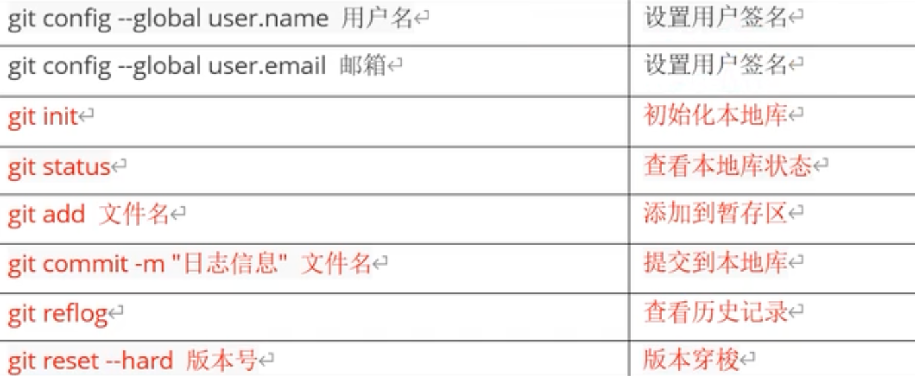 git config --global user.name 用户名 设置用户签名
git config --global user.email 邮箱 设置用户签名
git init 初始化本地库
git status 查看本地库状态
git add 文件名 添加到暂存区
git commit -m "日志信息" 文件名 提交到本地库
git reflog 查看历史记录
git reset --hard 版本号 版本穿梭